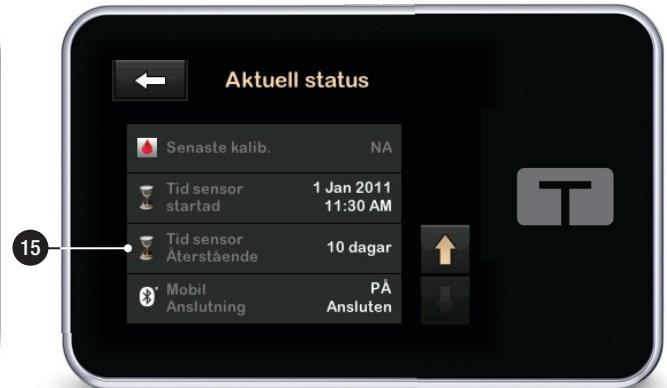 Aktuell status
Senaste kalib. NA
Tid sensor startad 1 Jan 2011 11:30 AM
15
Tid sensor Återstående 10 dagar
Mobil Anslutning PÅ Ansluten
T